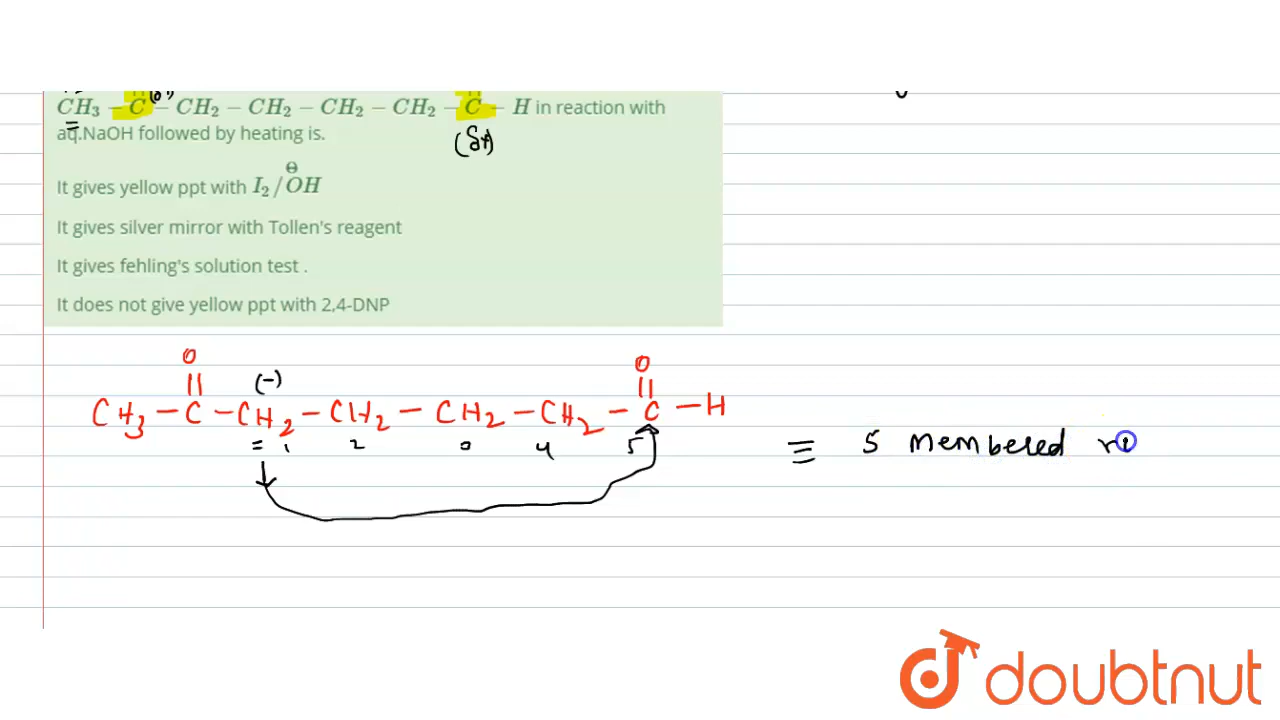 CH3 – C – CH2 – CH2 – CH2 – CH2 – C – H in reaction with
(δ+)
aq.NaOH followed by heating is.
It gives yellow ppt with I2/OH⊖
It gives silver mirror with Tollen's reagent
It gives fehling's solution test .
It does not give yellow ppt with 2,4-DNP
O O
(-)
CH3 – C – CH2 – CH2 – CH2 – CH2 – C – H
1 2 3 4 5
≡ 5 membered ri
doubtnut